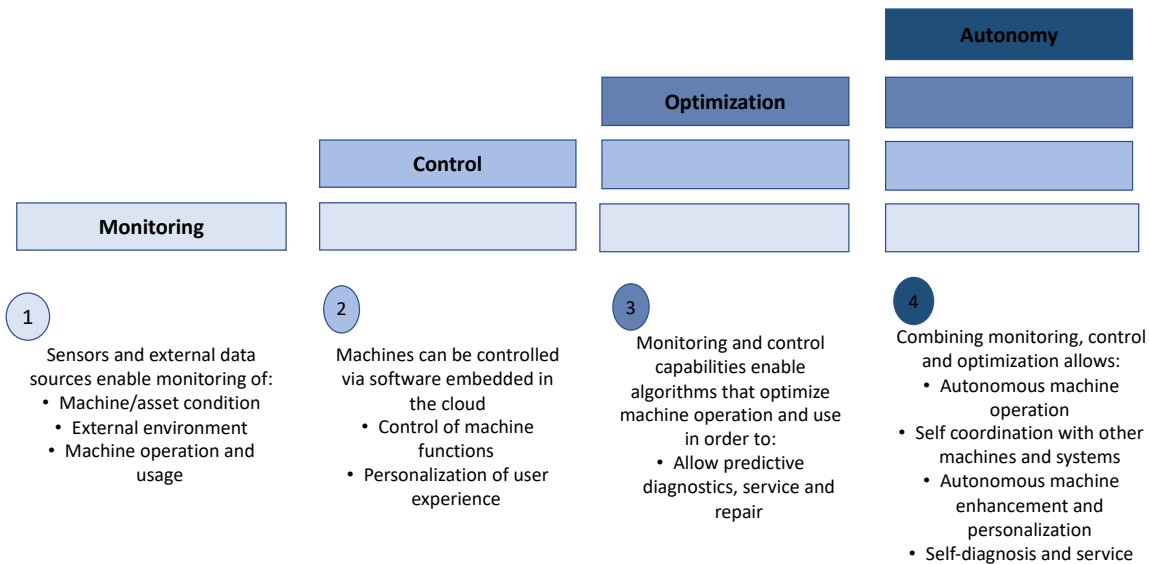 Autonomy
Optimization
Control
Monitoring
1
Sensors and external data
sources enable monitoring of:
• Machine/asset condition
• External environment
• Machine operation and
usage
2
Machines can be controlled
via software embedded in
the cloud
• Control of machine
functions
• Personalization of user
experience
3
Monitoring and control
capabilities enable
algorithms that optimize
machine operation and use
in order to:
• Allow predictive
diagnostics, service and
repair
4
Combining monitoring, control
and optimization allows:
• Autonomous machine
operation
• Self coordination with other
machines and systems
• Autonomous machine
enhancement and
personalization
• Self-diagnosis and service